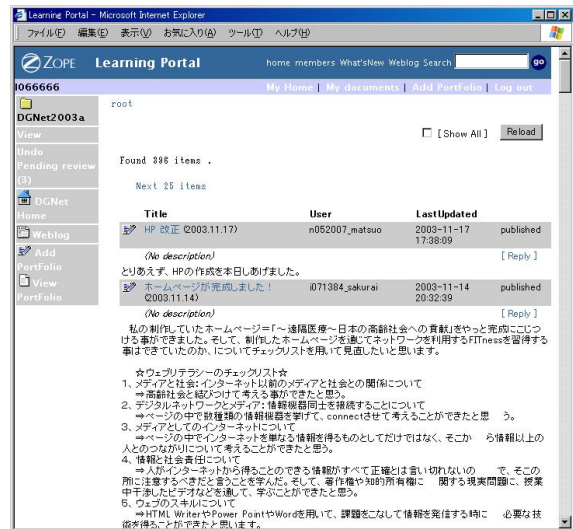 Learning Portal - Microsoft Internet Explorer
ファイル(F) 編集(E) 表示(V) お気に入り(A) ツール(T) ヘルプ(H)
ZOPE Learning Portal home members What'sNew Weblog Search go
I066666 My Home | My documents | Add PortFolio | Log out
DGNet2003a
View
Undo
Pending review
(3)
DGNet
Home
Weblog
Add
PortFolio
View
PortFolio
root
[Show All] Reload
Found 396 items .
Next 25 items
Title User LastUpdated
HP 改正 (2003.11.17) n052007_matsuo 2003-11-17 17:38:09 published
(No description) [ Reply ]
とりあえず、HPの作成を本日しあげました。
ホームページが完成しました! (2003.11.14) i071384_sakurai 2003-11-14 20:32:39 published
(No description) [ Reply ]
私の制作していたホームページ「~遠隔医療~日本の高齢社会への貢献」をやっと完成にこじつ
ける事ができました。そして、制作したホームページを通じてネットワークを利用するFITnessを習得する
事はできていたのか、についてチェックリストを用いて見直したいと思います。
☆ウェブリテラシーのチェックリスト☆
1、メディアと社会:インターネット以前のメディアと社会との関係について
⇒高齢社会と結びつけて考える事ができたと思う。
2、デジタルネットワークとメディア:情報機器同士を接続することについて
⇒ページの中で数種類の情報機器を挙げて、connectさせて考えることができたと思 う。
3、メディアとしてのインターネットについて
⇒ページの中でインターネットを単なる情報を得るものとしてだけではなく、そこか ら情報以上の
人とのつながりについて考えることができたと思う。
4、情報と社会責任について
⇒人がインターネットから得ることのできる情報がすべて正確とは言い切れないの で、そこの
所に注意するべきだと言うことを学んだ。そして、著作権や知的所有権に 関する現実問題に、授業
中干渉したビデオなどを通して、学ぶことができたと思う。
5、ウェブのスキルについて
⇒HTML WriterやPower PointやWordを用いて、課題をこなして情報を発信する時に 必要な技
術を得ることができたと思います。